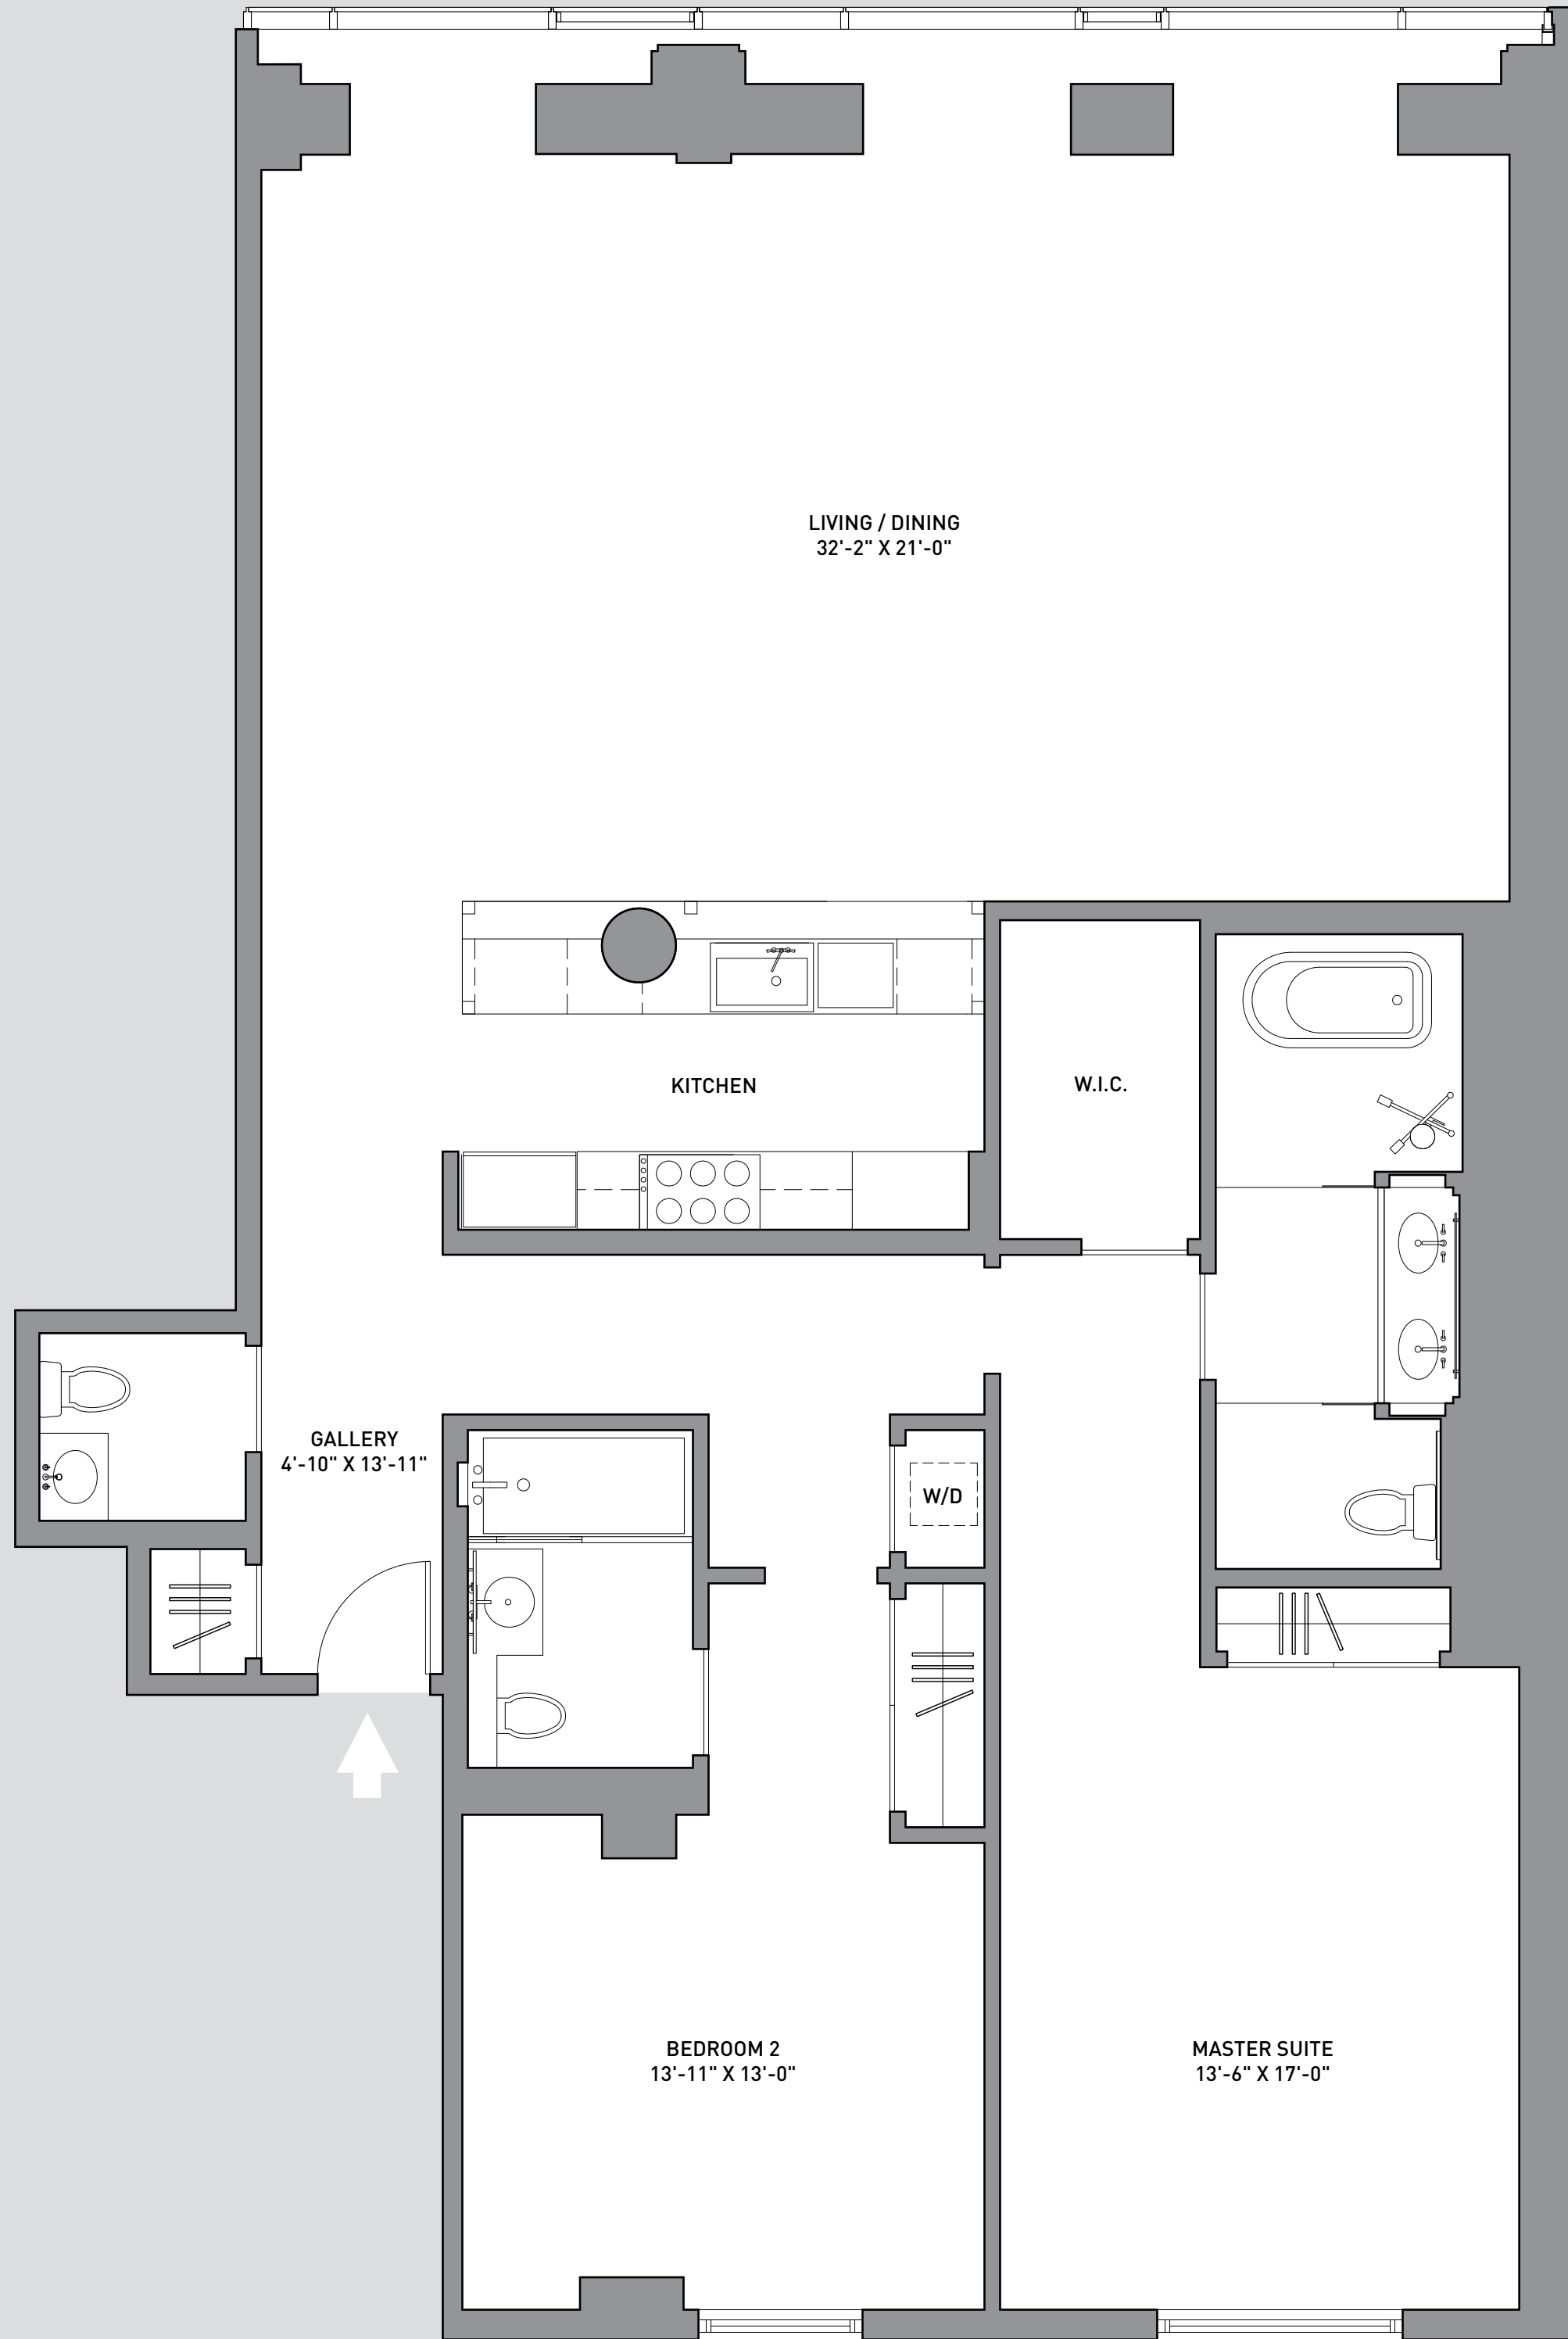 LIVING / DINING
32'-2" X 21'-0"
KITCHEN
W.I.C.
GALLERY
4'-10" X 13'-11"
W/D
BEDROOM 2
13'-11" X 13'-0"
MASTER SUITE
13'-6" X 17'-0"